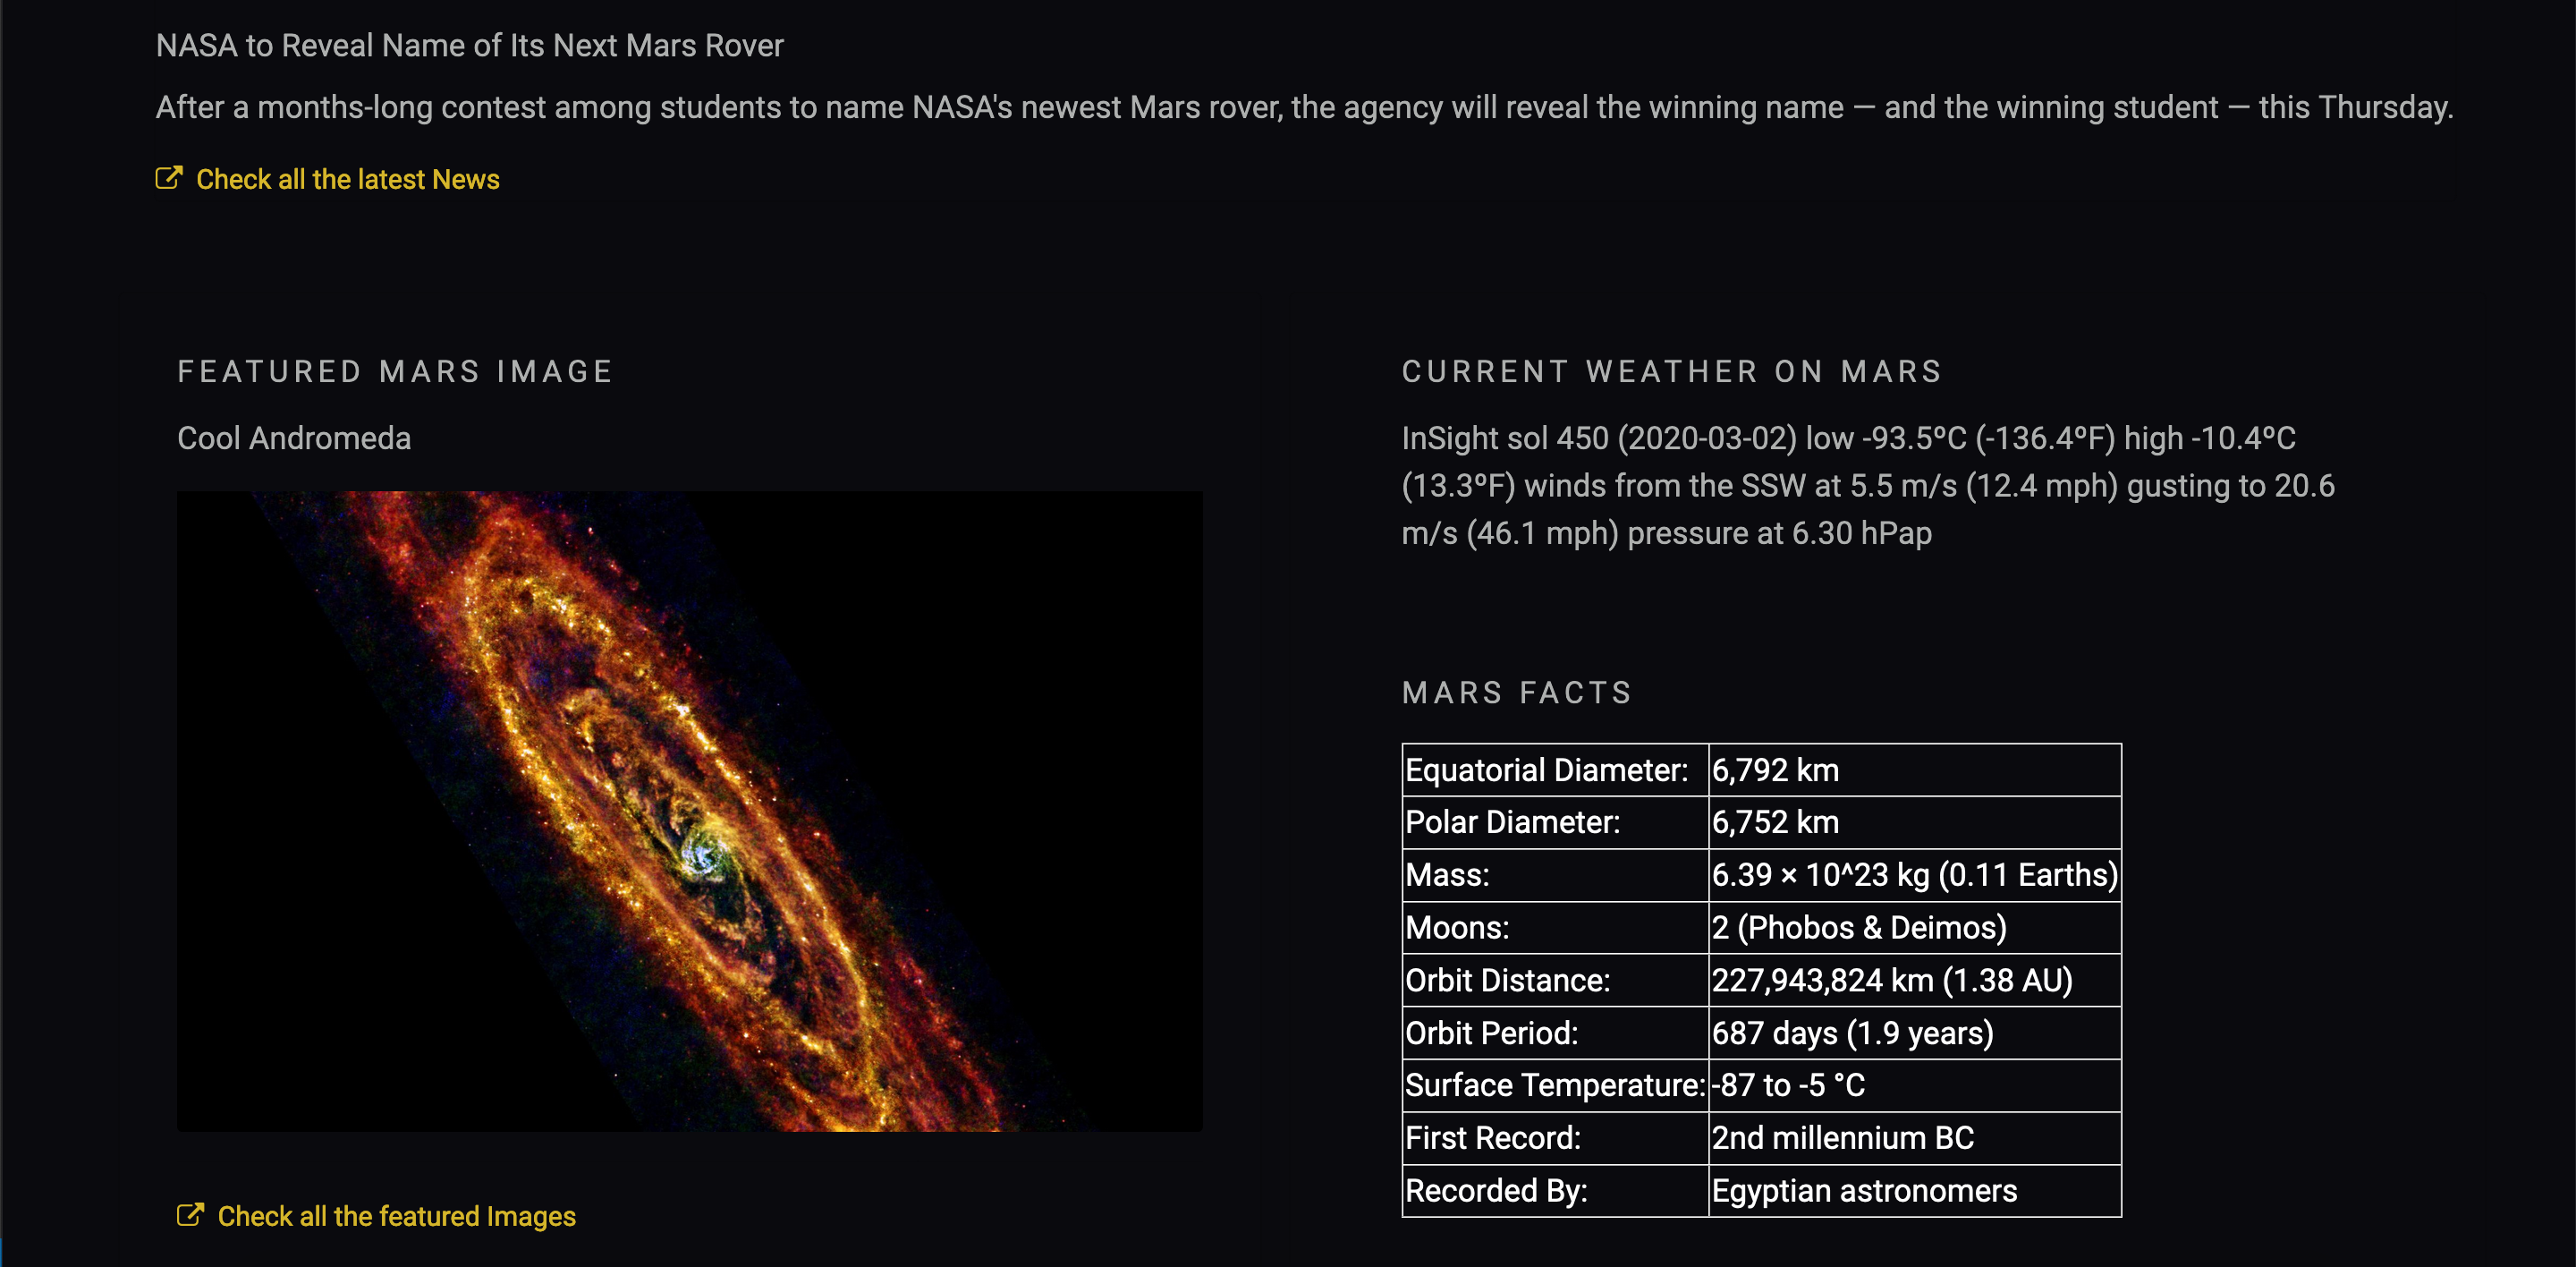 NASA to Reveal Name of Its Next Mars Rover
After a months-long contest among students to name NASA's newest Mars rover, the agency will reveal the winning name — and the winning student — this Thursday.
Check all the latest News
FEATURED MARS IMAGE
Cool Andromeda
Check all the featured Images
CURRENT WEATHER ON MARS
InSight sol 450 (2020-03-02) low -93.5ºC (-136.4ºF) high -10.4ºC
(13.3ºF) winds from the SSW at 5.5 m/s (12.4 mph) gusting to 20.6
m/s (46.1 mph) pressure at 6.30 hPap
MARS FACTS
Equatorial Diameter: 6,792 km
Polar Diameter: 6,752 km
Mass: 6.39 × 10^23 kg (0.11 Earths)
Moons: 2 (Phobos & Deimos)
Orbit Distance: 227,943,824 km (1.38 AU)
Orbit Period: 687 days (1.9 years)
Surface Temperature: -87 to -5 °C
First Record: 2nd millennium BC
Recorded By: Egyptian astronomers